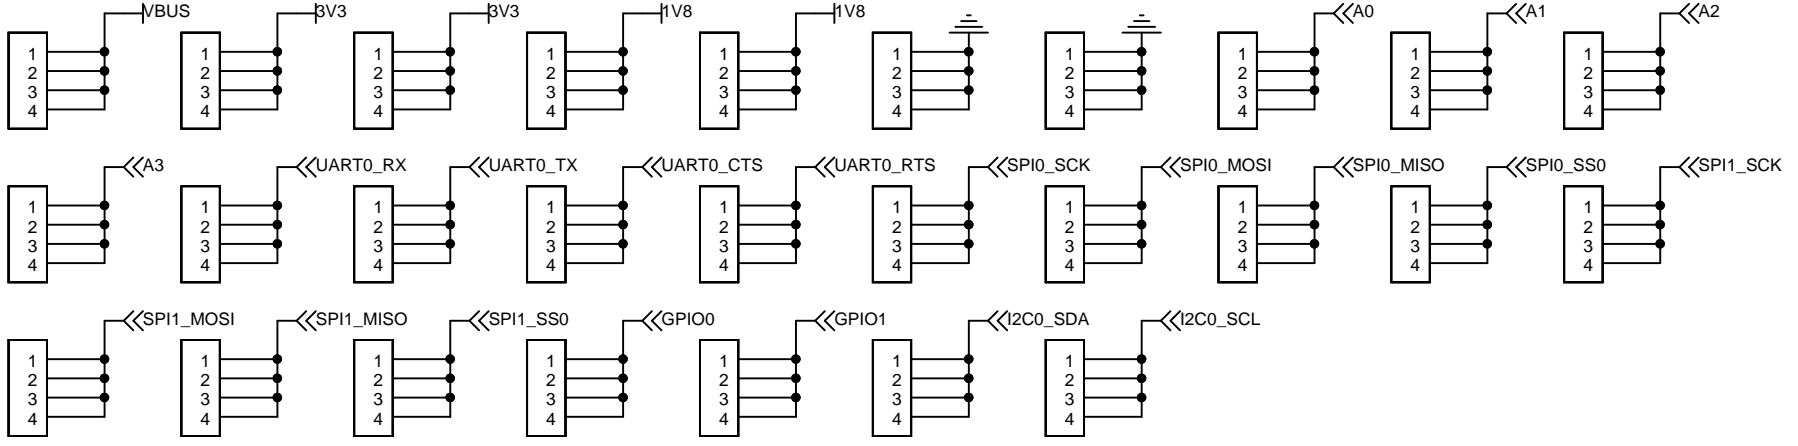 VBUS 3V3 3V3 1V8 1V8 A0 A1 A2
1 1 1 1 1 1 1 1 1 1
2 2 2 2 2 2 2 2 2 2
3 3 3 3 3 3 3 3 3 3
4 4 4 4 4 4 4 4 4 4
A3 UART0_RX UART0_TX UART0_CTS UART0_RTS SPI0_SCK SPI0_MOSI SPI0_MISO SPI0_SS0 SPI1_SCK
1 1 1 1 1 1 1 1 1 1
2 2 2 2 2 2 2 2 2 2
3 3 3 3 3 3 3 3 3 3
4 4 4 4 4 4 4 4 4 4
SPI1_MOSI SPI1_MISO SPI1_SS0 GPIO0 GPIO1 I2C0_SDA I2C0_SCL
1 1 1 1 1 1 1
2 2 2 2 2 2 2
3 3 3 3 3 3 3
4 4 4 4 4 4 4